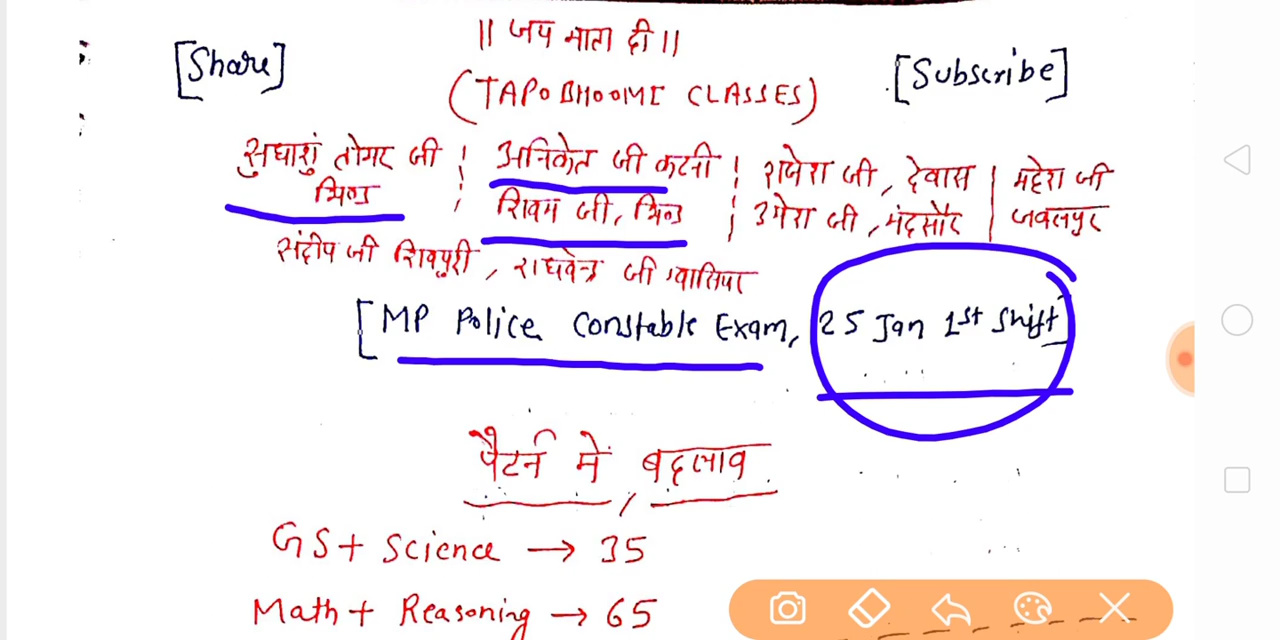 || जय माता दी ||
[Share]
[Subscribe]
(TAPOBHOOMI CLASSES)
सुधाशुं तोमर जी भिण्ड
अनिकेत जी कटनी
शिवम जी, भिण्ड
राजेश जी, देवास
उमेश जी, मंदसौर
महेश जी
जबलपुर
संदीप जी शिवपुरी, राघवेन्द्र जी
[MP Police Constable Exam, 25 Jan 1st Shift]
पैटर्न में, बदलाव
GS + Science → 35
Math + Reasoning → 65